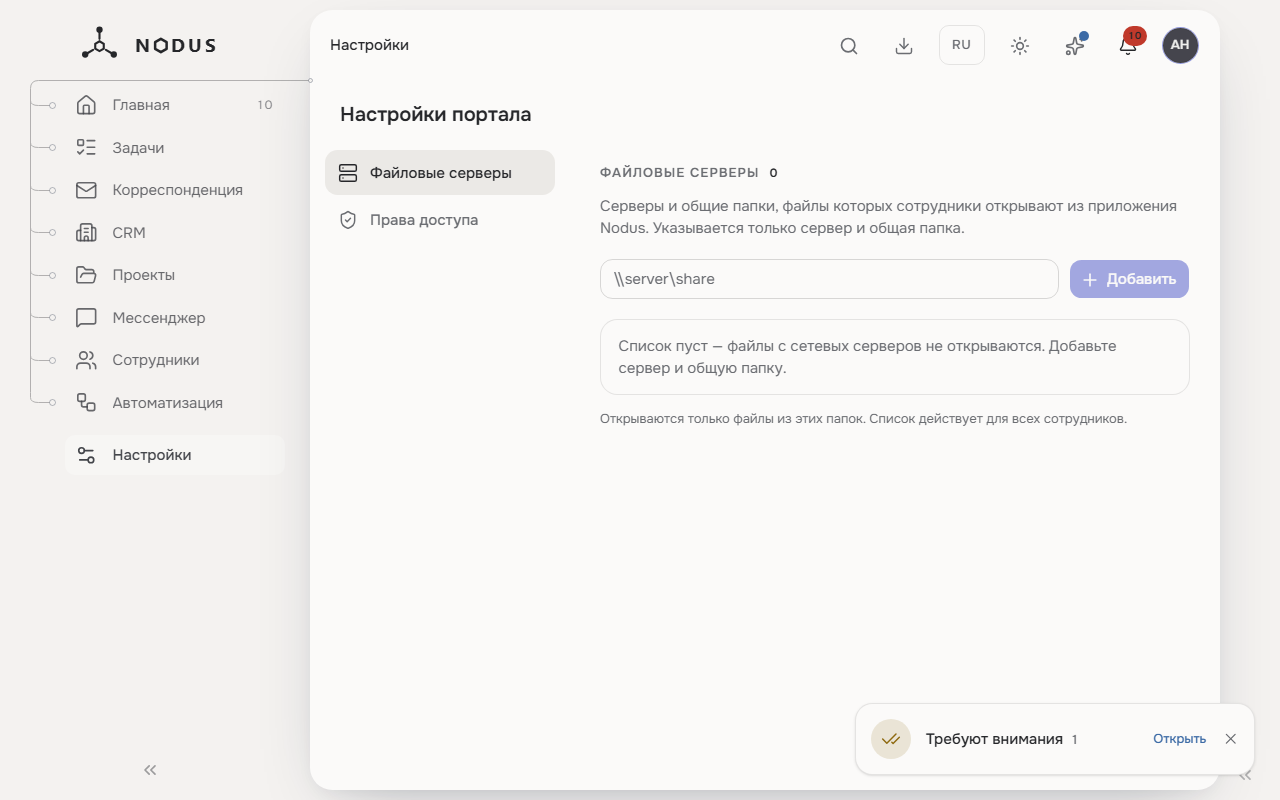 NODUS
Настройки
RU
10
AH
Главная 10
Задачи
Корреспонденция
CRM
Проекты
Мессенджер
Сотрудники
Автоматизация
Настройки
Настройки портала
Файловые серверы
Права доступа
ФАЙЛОВЫЕ СЕРВЕРЫ 0
Серверы и общие папки, файлы которых сотрудники открывают из приложения
Nodus. Указывается только сервер и общая папка.
\\server\share
Добавить
Список пуст — файлы с сетевых серверов не открываются. Добавьте
сервер и общую папку.
Открываются только файлы из этих папок. Список действует для всех сотрудников.
Требуют внимания 1
Открыть